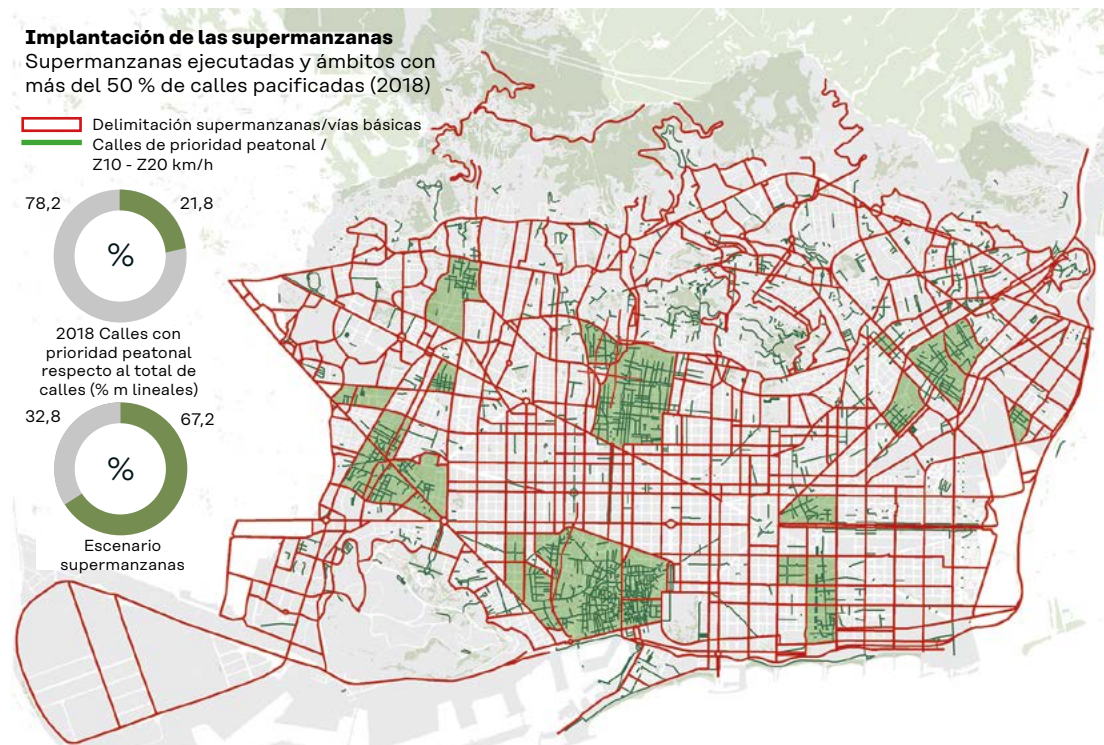 Implantación de las supermanzanas
Supermanzanas ejecutadas y ámbitos con
más del 50 % de calles pacificadas (2018)
Delimitación supermanzanas/vías básicas
Calles de prioridad peatonal /
Z10 - Z20 km/h
78,2
21,8
%
2018 Calles con
prioridad peatonal
respecto al total de
calles (% m lineales)
32,8
67,2
%
Escenario
supermanzanas